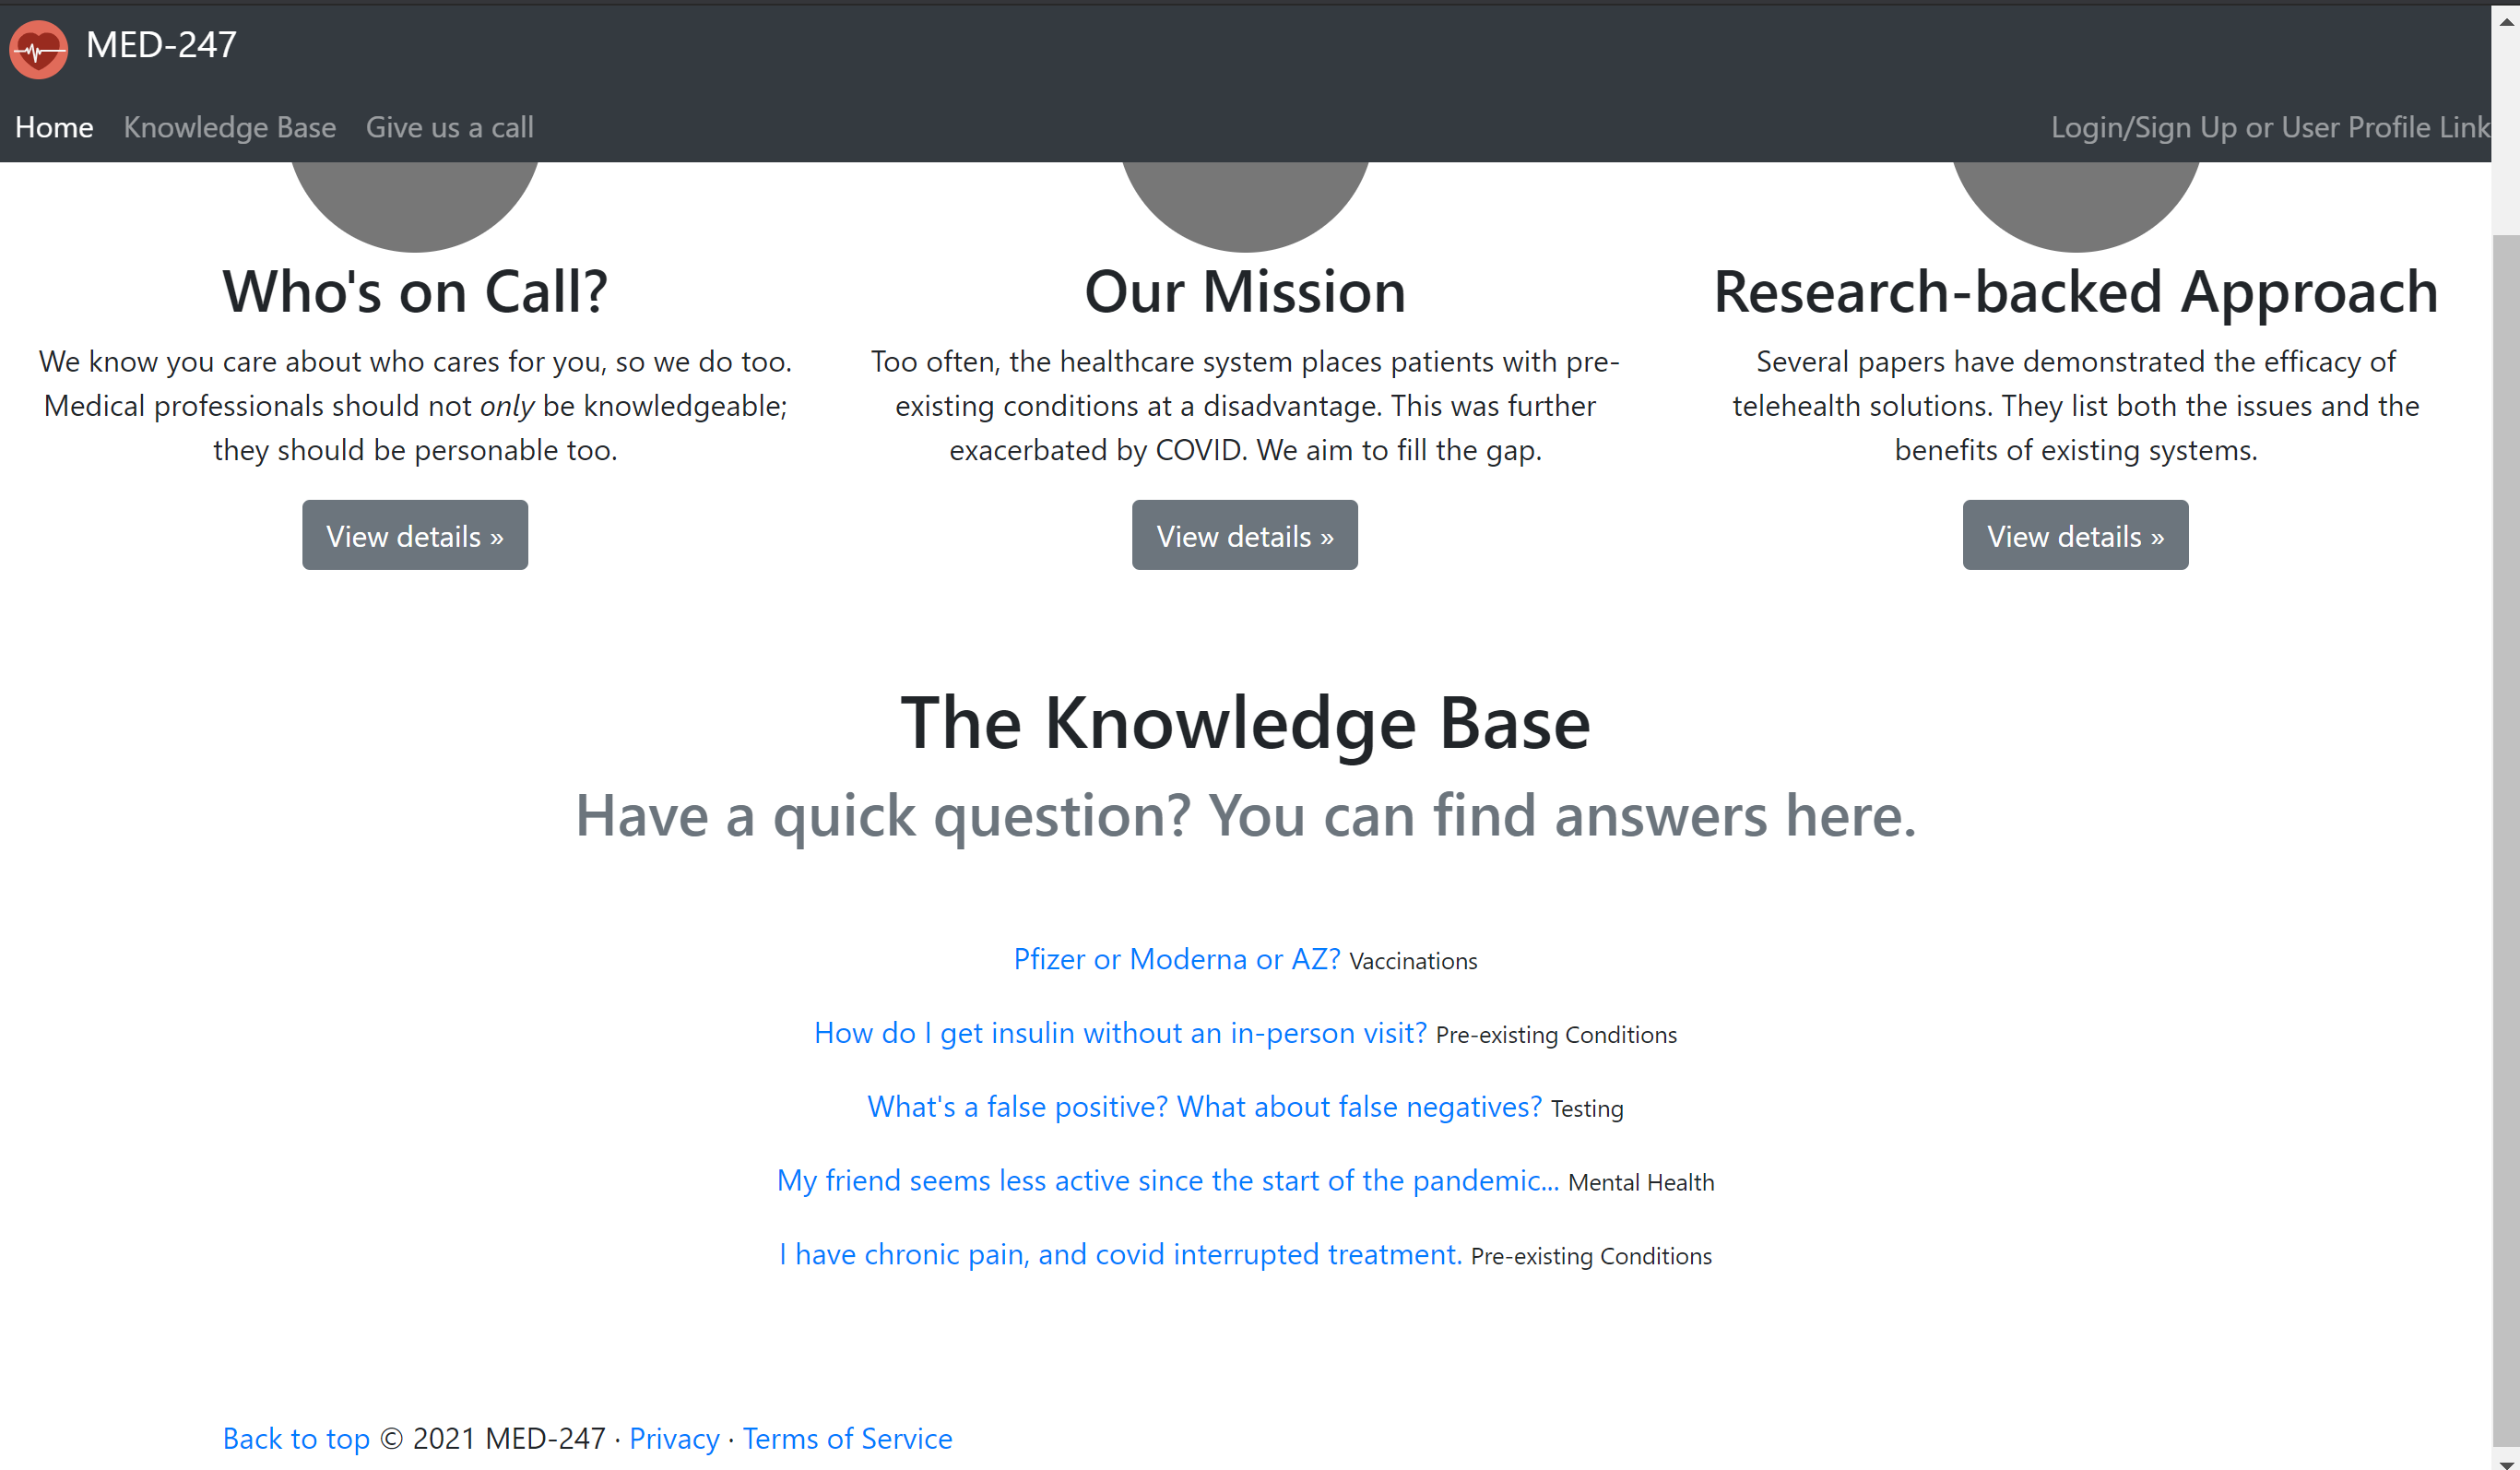 MED-247
Home Knowledge Base Give us a call Login/Sign Up or User Profile Link
Who's on Call?
We know you care about who cares for you, so we do too.
Medical professionals should not only be knowledgeable;
they should be personable too.
View details »
Our Mission
Too often, the healthcare system places patients with pre-
existing conditions at a disadvantage. This was further
exacerbated by COVID. We aim to fill the gap.
View details »
Research-backed Approach
Several papers have demonstrated the efficacy of
telehealth solutions. They list both the issues and the
benefits of existing systems.
View details »
The Knowledge Base
Have a quick question? You can find answers here.
Pfizer or Moderna or AZ? Vaccinations
How do I get insulin without an in-person visit? Pre-existing Conditions
What's a false positive? What about false negatives? Testing
My friend seems less active since the start of the pandemic... Mental Health
I have chronic pain, and covid interrupted treatment. Pre-existing Conditions
Back to top © 2021 MED-247 · Privacy · Terms of Service